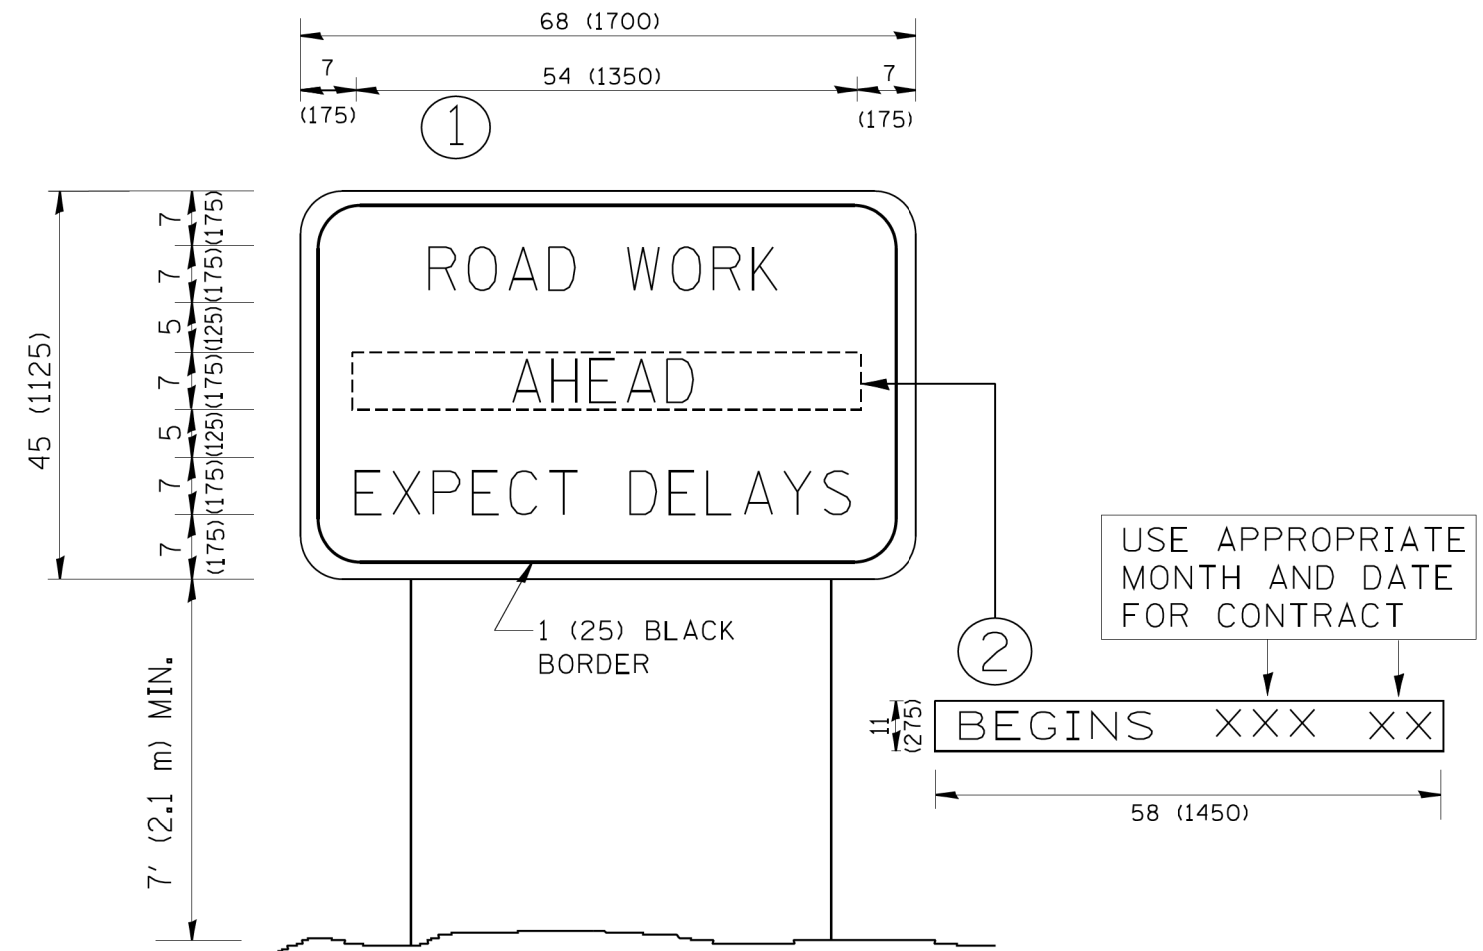 68 (1700)
7 54 (1350) 7
(175) (175)
1
7 (175)
7 (175)
5 (125)
7 (175)
5 (125)
7 (175)
7 (175)
45 (1125)
ROAD WORK
AHEAD
EXPECT DELAYS
1 (25) BLACK
BORDER
7' (2.1 m) MIN.
USE APPROPRIATE
MONTH AND DATE
FOR CONTRACT
2
11
(275)
BEGINS XXX XX
58 (1450)